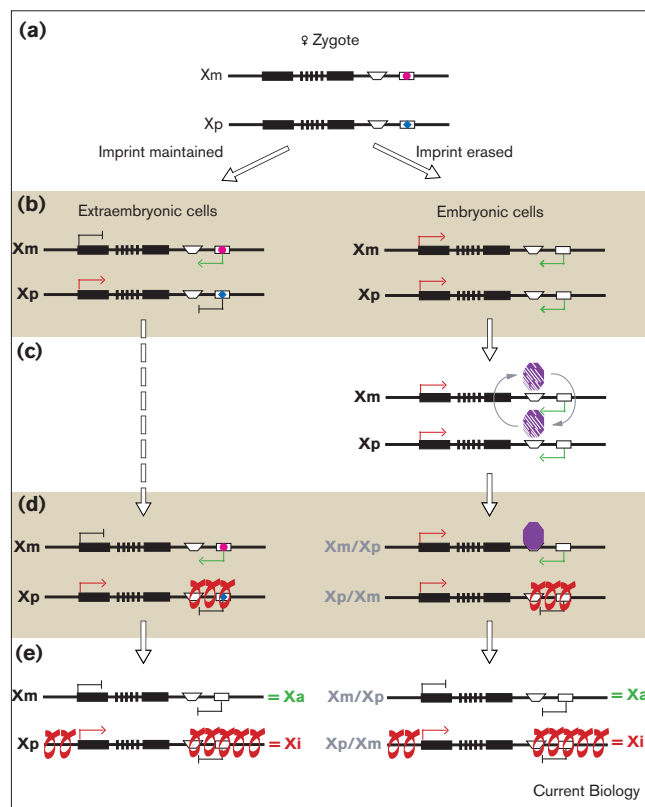 (a)
♀ Zygote
Xm
Xp
Imprint maintained Imprint erased
(b)
Extraembryonic cells Embryonic cells
Xm Xm
Xp Xp
(c)
Xm
Xp
(d)
Xm Xm/Xp
Xp Xp/Xm
(e)
Xm = Xa Xm/Xp = Xa
Xp = Xi Xp/Xm = Xi
Current Biology